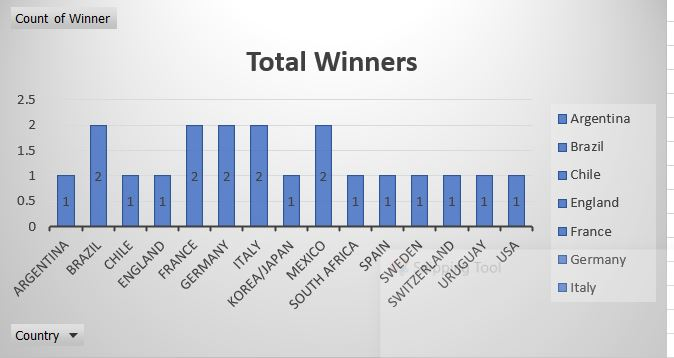 Count of Winner
Total Winners
2.5
2
1.5
1
0.5
0
1
2
1
1
2
2
2
1
2
1
1
1
1
1
1
ARGENTINA
BRAZIL
CHILE
ENGLAND
FRANCE
GERMANY
ITALY
KOREA/JAPAN
MEXICO
SOUTH AFRICA
SPAIN
SWEDEN
SWITZERLAND
URUGUAY
USA
Argentina
Brazil
Chile
England
France
Germany
Italy
Snipping Tool
Country